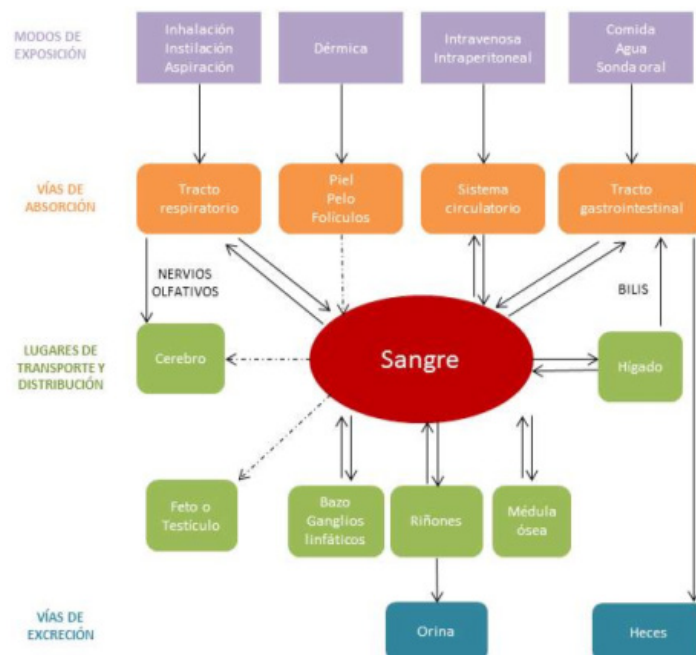 MODOS DE
EXPOSICIÓN
Inhalación
Instilación
Aspiración
Dérmica
Intravenosa
Intraperitoneal
Comida
Agua
Sonda oral
VÍAS DE
ABSORCIÓN
Tracto
respiratorio
Piel
Pelo
Folículos
Sistema
circulatorio
Tracto
gastrointestinal
NERVIOS
OLFATIVOS
BILIS
LUGARES DE
TRANSPORTE Y
DISTRIBUCIÓN
Cerebro
Sangre
Hígado
Feto o
Testículo
Bazo
Ganglios
linfáticos
Riñones
Médula
ósea
VÍAS DE
EXCRECIÓN
Orina
Heces